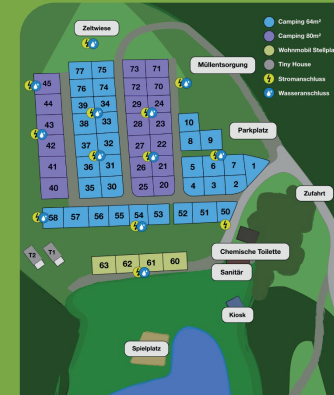 Camping 64m²
Camping 80m²
Wohnmobil Stellpla
Tiny House
Stromanschluss
Wasseranschluss
Zeltwiese
Müllentsorgung
Parkplatz
Zufahrt
77 75 73 71
45
76 74 72 70
44 39 34 29 24
43 38 33 28 23
10
8 9
42 37 32 27 22
41 36 31 26 21
5 6 7 1
40 35 30 25 20
4 3 2
58 57 56 55 54 53 52 51 50
T2 T1
63 62 61 60
Chemische Toilette
Sanitär
Kiosk
Spielplatz